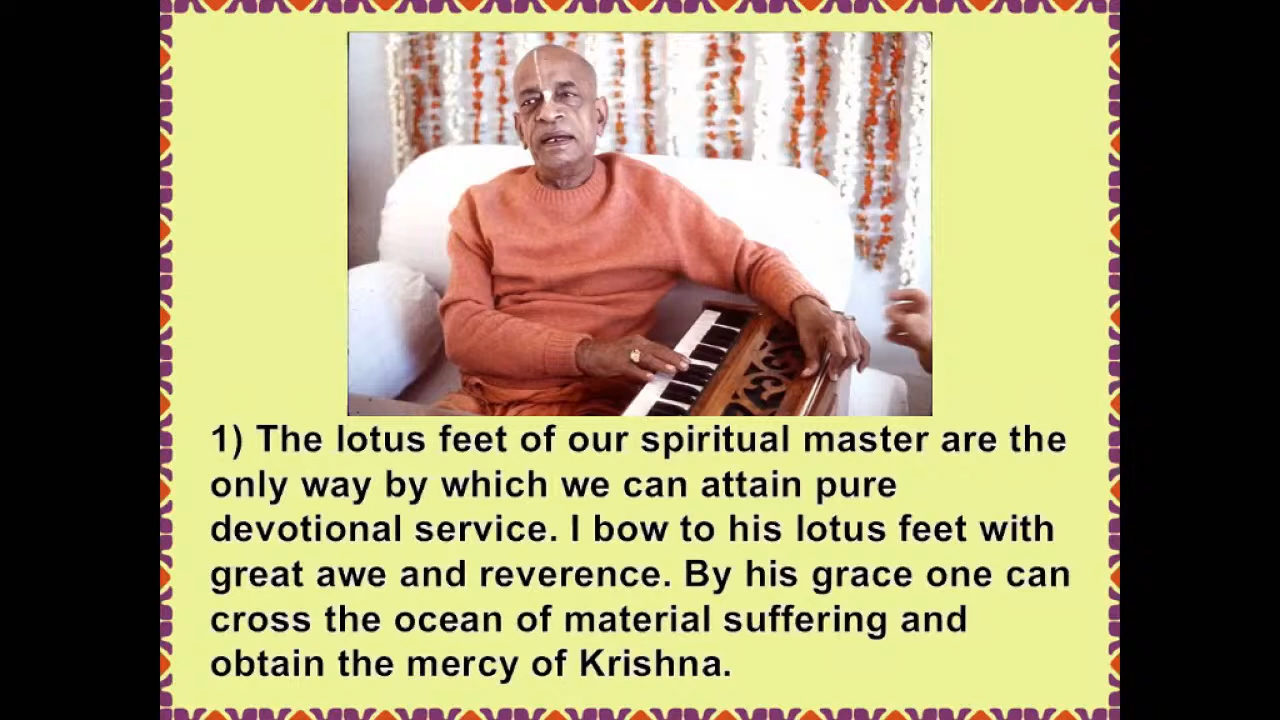 1) The lotus feet of our spiritual master are the
only way by which we can attain pure
devotional service. I bow to his lotus feet with
great awe and reverence. By his grace one can
cross the ocean of material suffering and
obtain the mercy of Krishna.